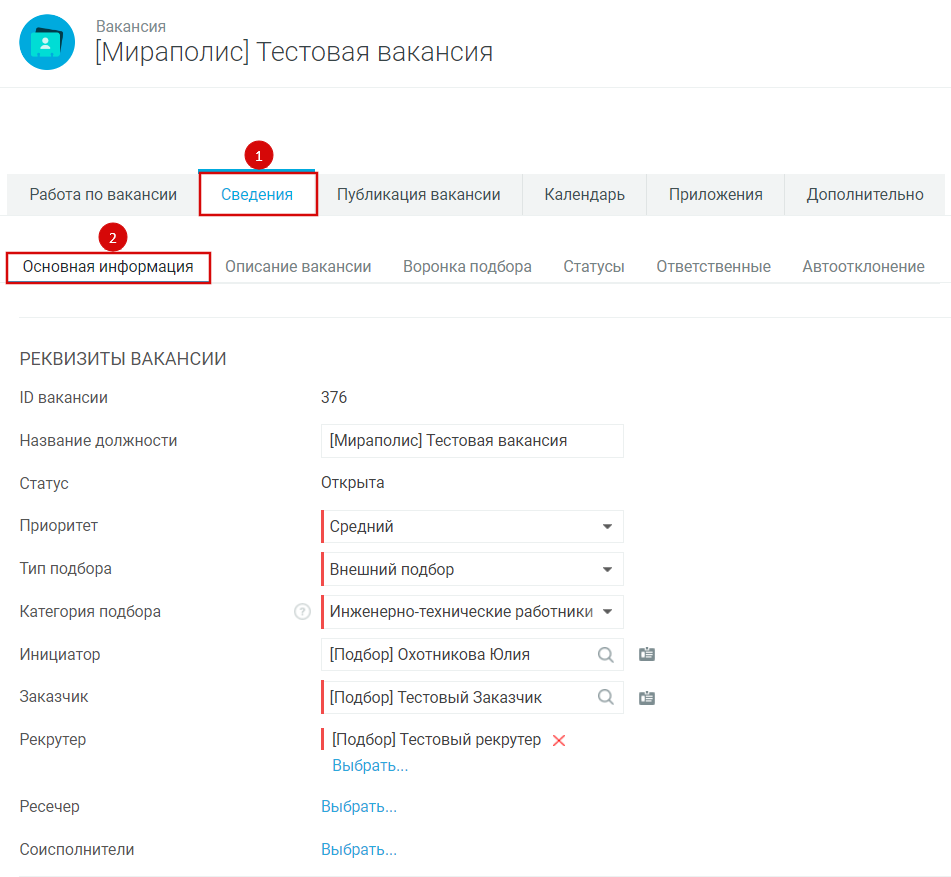 Вакансия
[Мираполис] Тестовая вакансия
1
Работа по вакансии Сведения Публикация вакансии Календарь Приложения Дополнительно
2
Основная информация Описание вакансии Воронка подбора Статусы Ответственные Автоотклонение
РЕКВИЗИТЫ ВАКАНСИИ
ID вакансии 376
Название должности [Мираполис] Тестовая вакансия
Статус Открыта
Приоритет Средний
Тип подбора Внешний подбор
Категория подбора ? Инженерно-технические работники
Инициатор [Подбор] Охотникова Юлия
Заказчик [Подбор] Тестовый Заказчик
Рекрутер [Подбор] Тестовый рекрутер
Выбрать...
Ресечер Выбрать...
Соисполнители Выбрать...